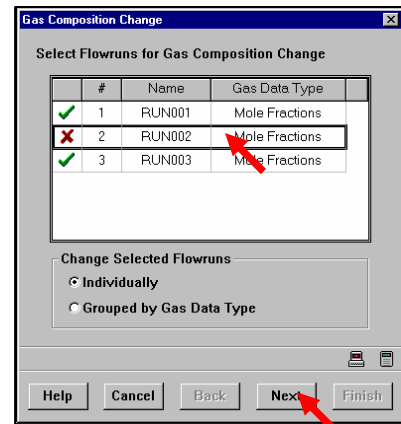 Gas Composition Change
Select Flowruns for Gas Composition Change
# Name Gas Data Type
1 RUN001 Mole Fractions
2 RUN002 Mole Fractions
3 RUN003 Mole Fractions
Change Selected Flowruns
Individually
Grouped by Gas Data Type
Help Cancel Back Next Finish